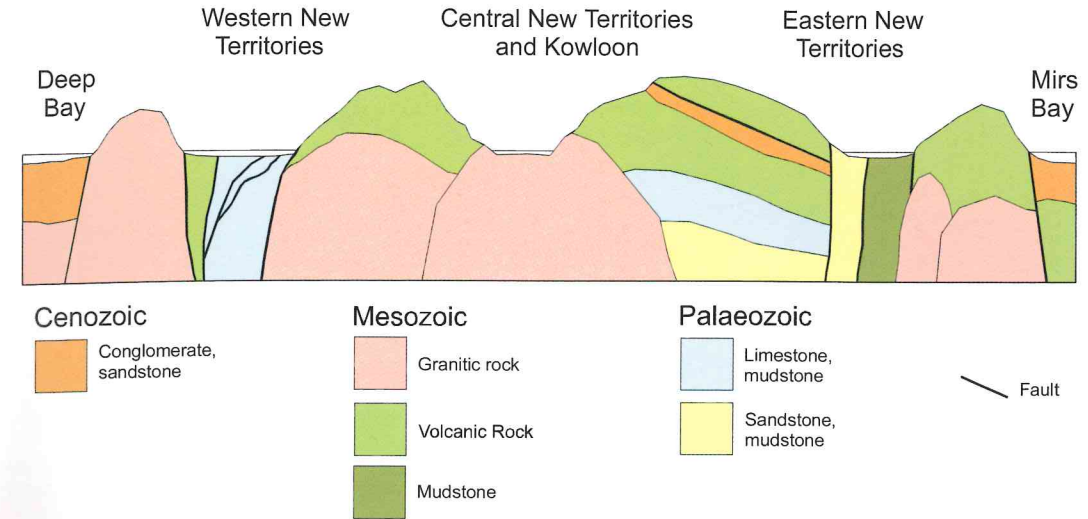 Western New
Territories
Central New Territories
and Kowloon
Eastern New
Territories
Deep
Bay
Mirs
Bay
Cenozoic
Conglomerate,
sandstone
Mesozoic
Granitic rock
Volcanic Rock
Mudstone
Palaeozoic
Limestone,
mudstone
Sandstone,
mudstone
Fault